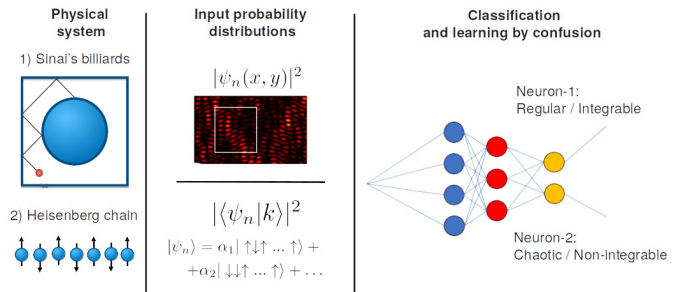 Physical
system
1) Sinai's billiards
2) Heisenberg chain
Input probability
distributions
|ψₙ(x, y)|²
|⟨ψₙ|k⟩|²
|ψₙ⟩ = α₁| ↑↓↑ ... ↑⟩ +
+α₂| ↓↓↑ ... ↑⟩ + . . .
Classification
and learning by confusion
Neuron-1:
Regular / Integrable
Neuron-2:
Chaotic / Non-integrable